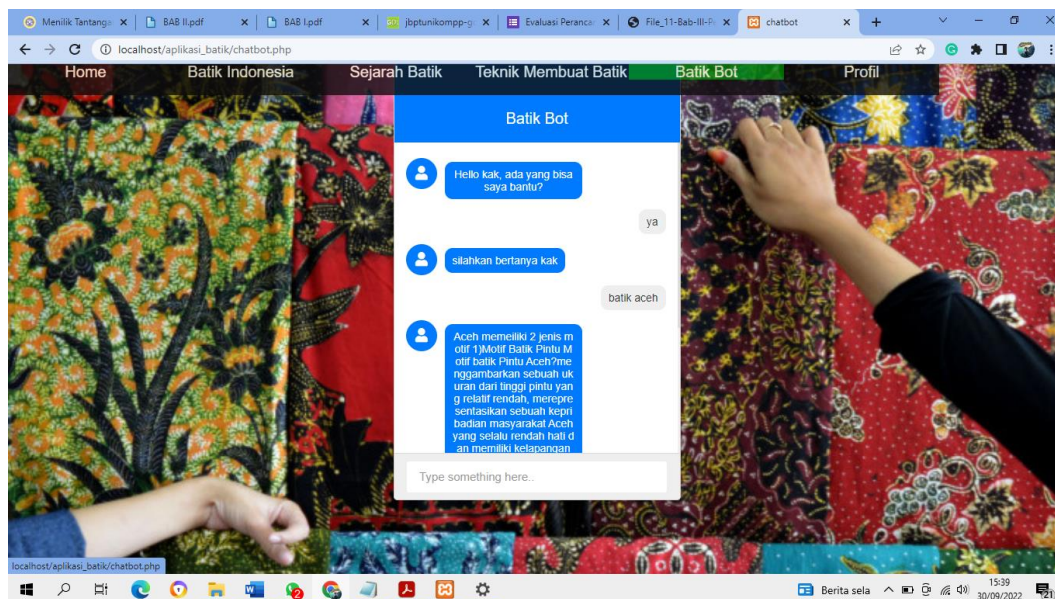 Menilik Tantanga
BAB II.pdf
BAB I.pdf
jbptunikompp-g
Evaluasi Perancan
File_11-Bab-III-P
chatbot
localhost/aplikasi_batik/chatbot.php
Home
Batik Indonesia
Sejarah Batik
Teknik Membuat Batik
Batik Bot
Profil
Batik Bot
Hello kak, ada yang bisa
saya bantu?
ya
silahkan bertanya kak
batik aceh
Aceh memeiliki 2 jenis m
otif 1)Motif Batik Pintu M
otif batik Pintu Aceh?me
nggambarkan sebuah uk
uran dari tinggi pintu yan
g relatif rendah, merepre
sentasikan sebuah kepri
badian masyarakat Aceh
yang selalu rendah hati d
an memiliki kelapangan
Type something here..
localhost/aplikasi_batik/chatbot.php
Berita sela
15:39
30/09/2022